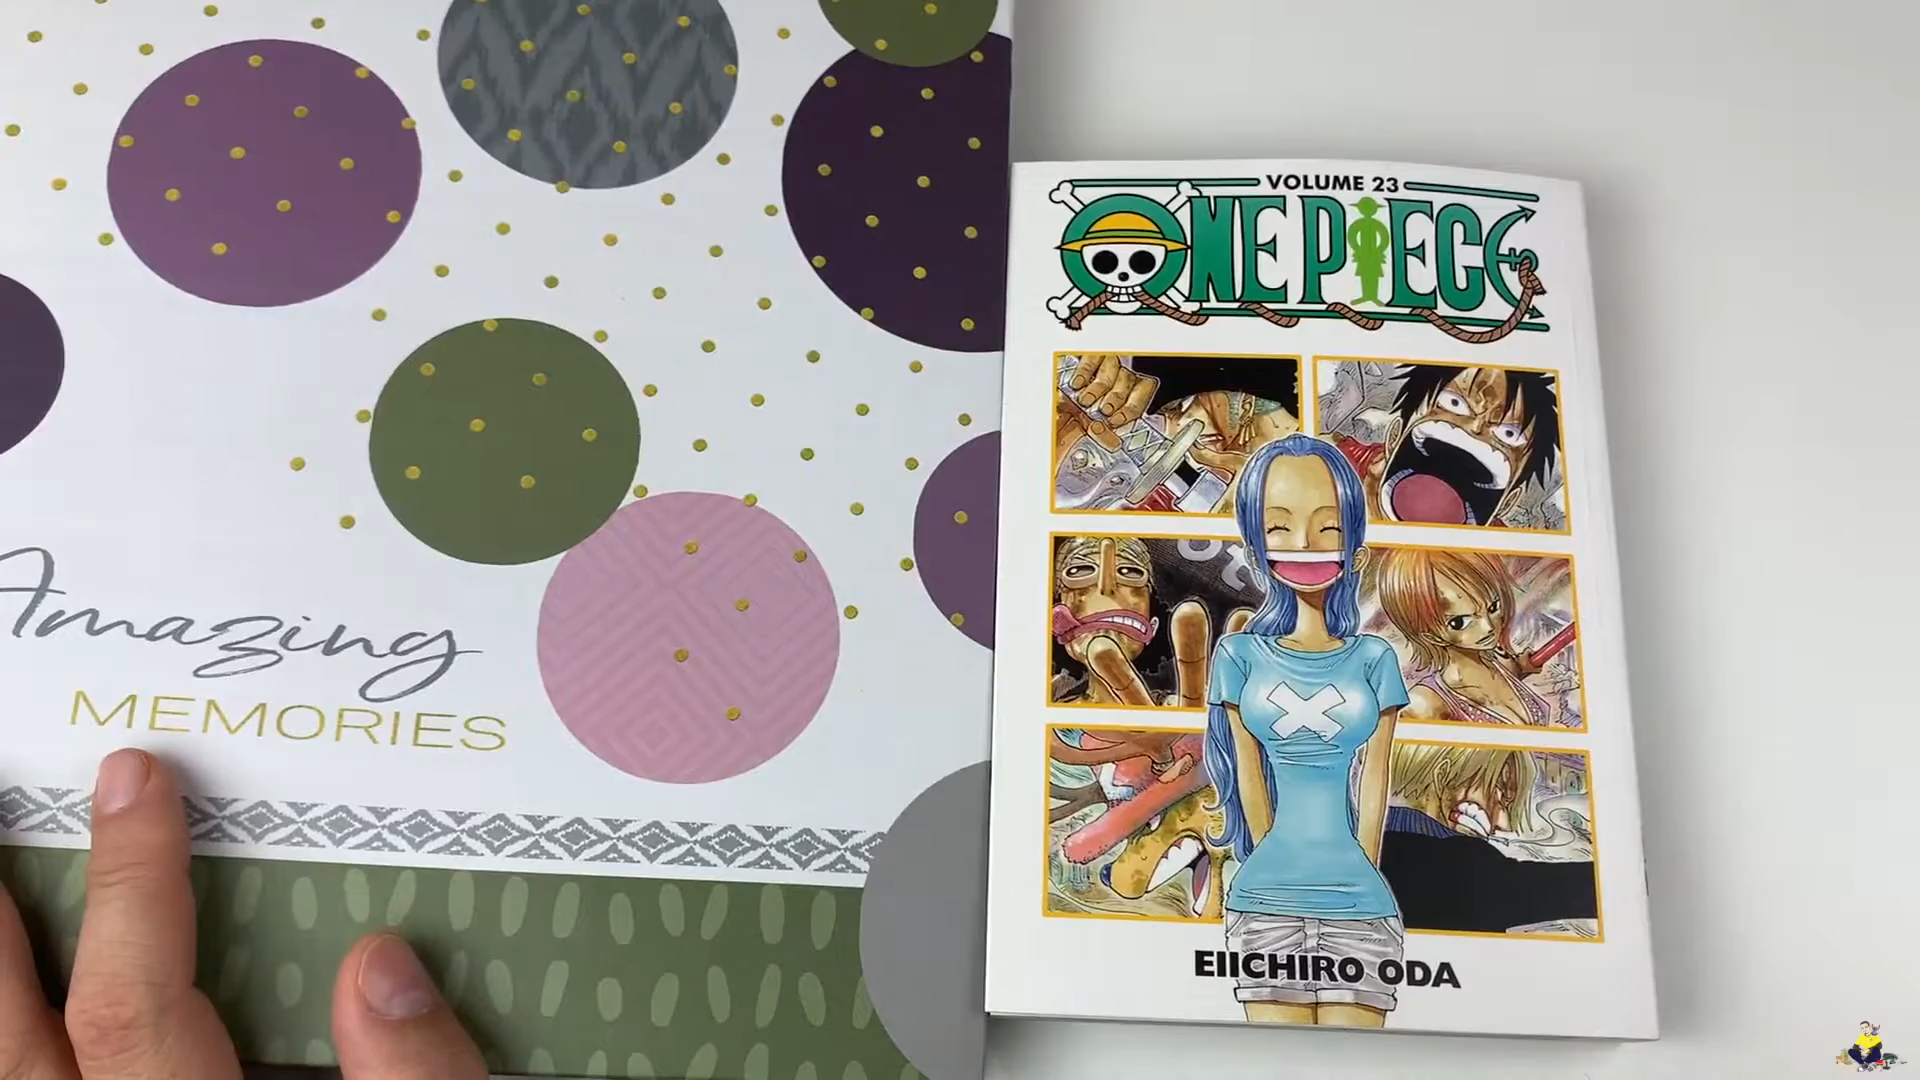 Amazing
MEMORIES
VOLUME 23
ONE PIECE
EIICHIRO ODA